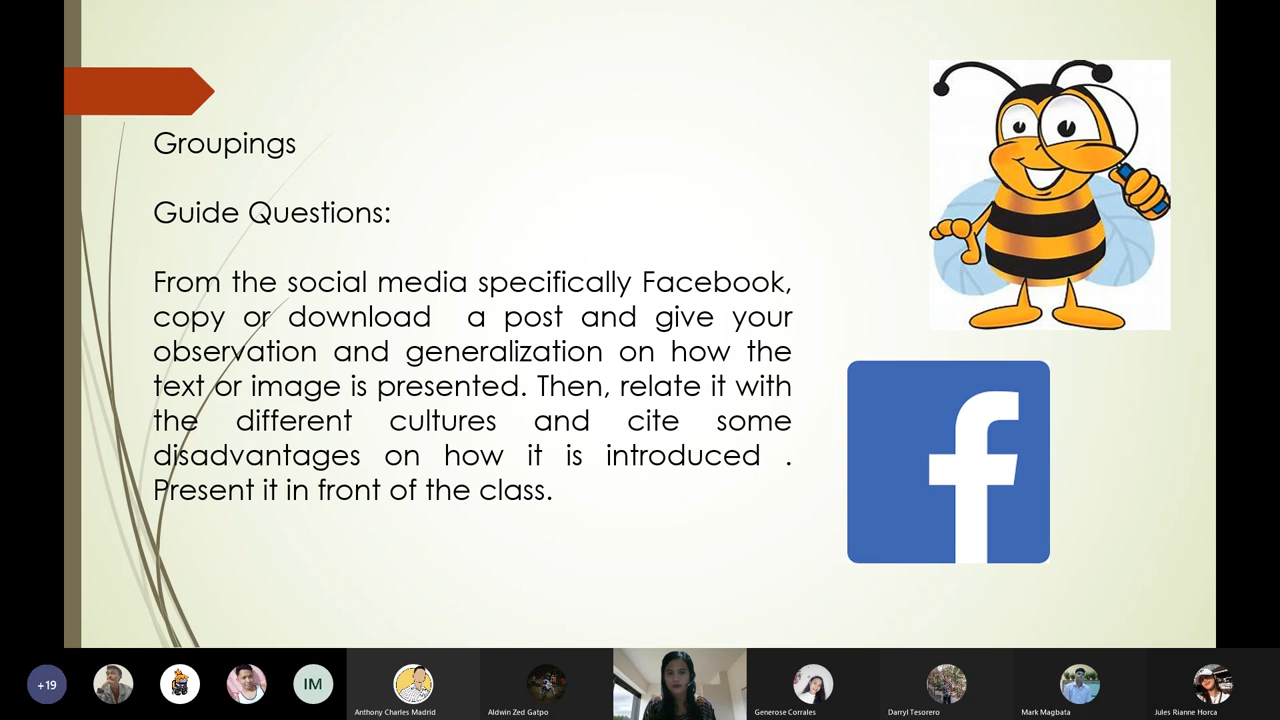 Groupings
Guide Questions:
From the social media specifically Facebook,
copy or download a post and give your
observation and generalization on how the
text or image is presented. Then, relate it with
the different cultures and cite some
disadvantages on how it is introduced .
Present it in front of the class.
f
+19
IM
Anthony Charles Madrid
Aldwin Zed Gatpo
Generose Corrales
Darryl Tesorero
Mark Magbata
Jules Rianne Horca